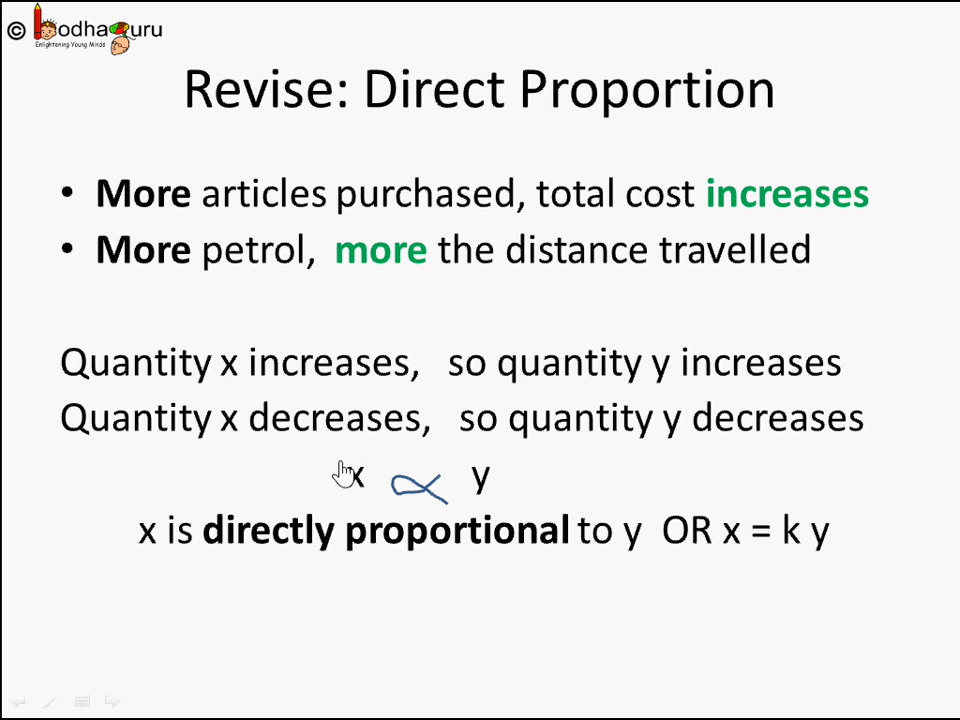 © BodhaGuru
Enlightening Young Minds
Revise: Direct Proportion
• More articles purchased, total cost increases
• More petrol, more the distance travelled
Quantity x increases, so quantity y increases
Quantity x decreases, so quantity y decreases
x ∝ y
x is directly proportional to y OR x = k y